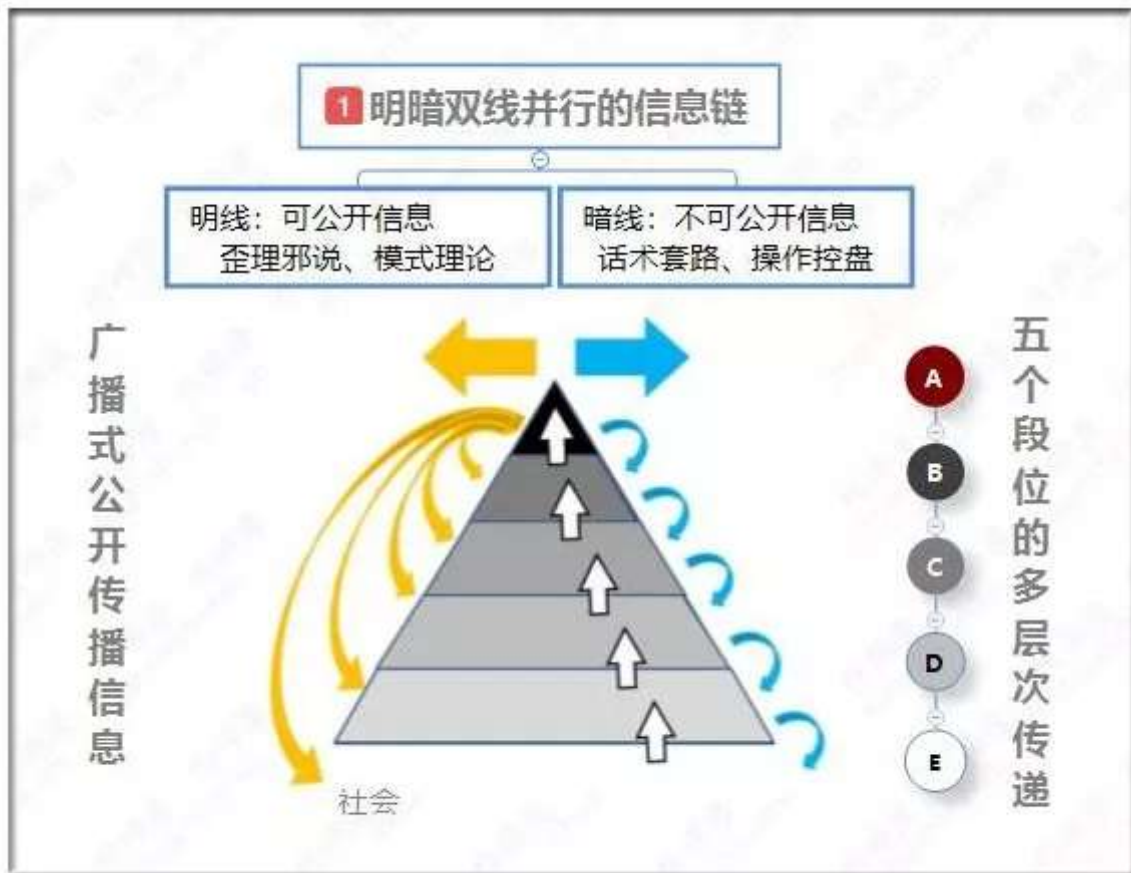 1 明暗双线并行的信息链
明线：可公开信息
歪理邪说、模式理论
暗线：不可公开信息
话术套路、操作控盘
广播式公开传播信息
A
B
C
D
E
五个段位的多层次传递
社会